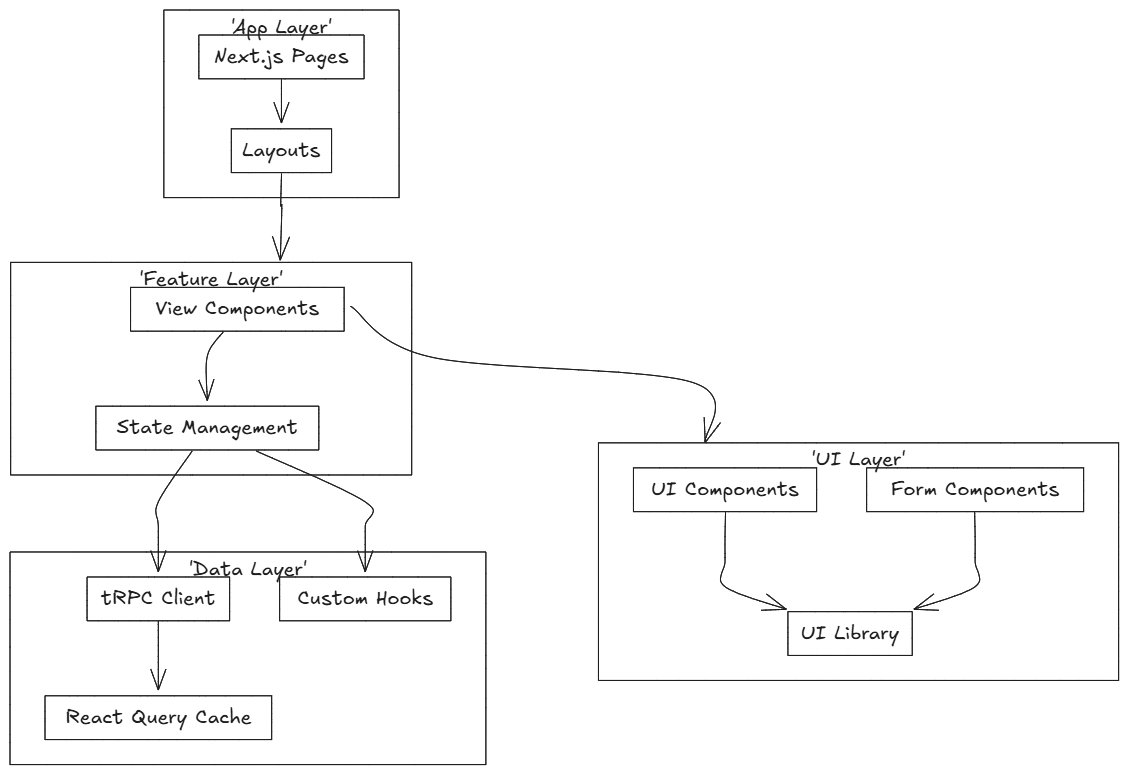 'App Layer'
Next.js Pages
Layouts
'Feature Layer'
View Components
State Management
'UI Layer'
UI Components
Form Components
UI Library
'Data Layer'
tRPC Client
Custom Hooks
React Query Cache